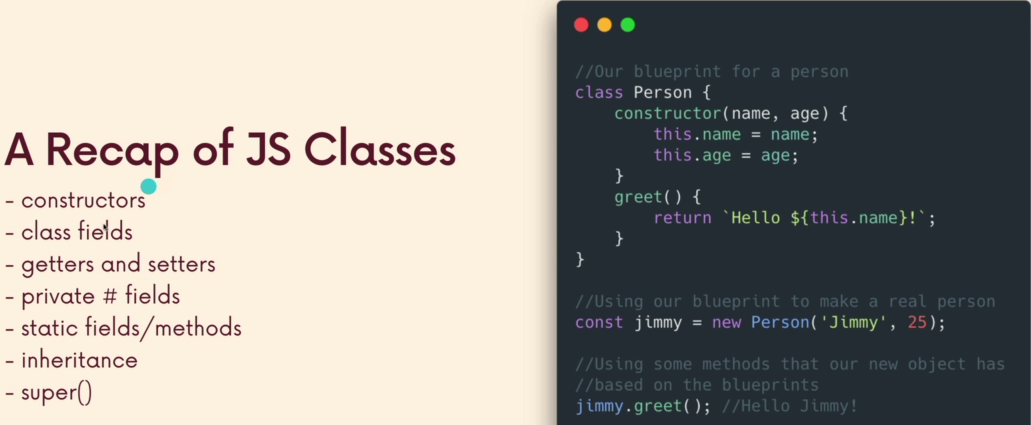 A Recap of JS Classes
- constructors
- class fields
- getters and setters
- private # fields
- static fields/methods
- inheritance
- super()
//Our blueprint for a person
class Person {
    constructor(name, age) {
        this.name = name;
        this.age = age;
    }
    greet() {
        return `Hello ${this.name}!`;
    }
}
//Using our blueprint to make a real person
const jimmy = new Person('Jimmy', 25);
//Using some methods that our new object has
//based on the blueprints
jimmy.greet(); //Hello Jimmy!